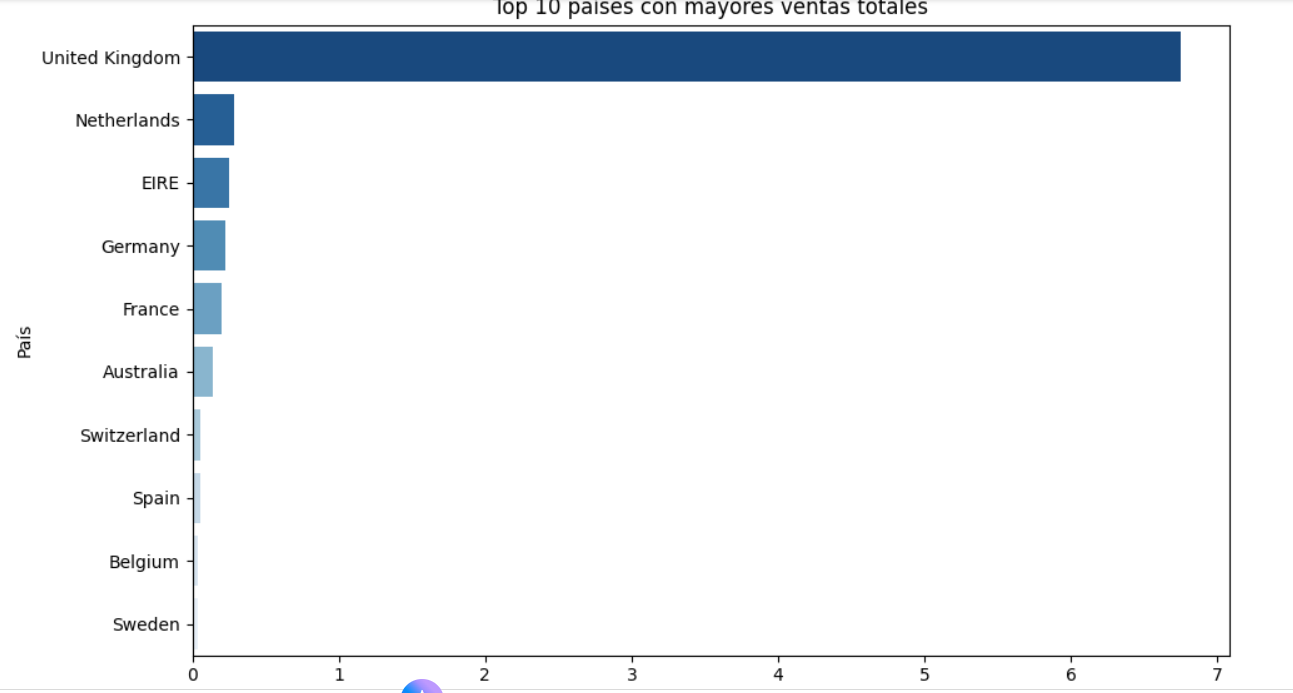 Top 10 países con mayores ventas totales
United Kingdom
Netherlands
EIRE
Germany
France
Australia
Switzerland
Spain
Belgium
Sweden
País
0 1 2 3 4 5 6 7